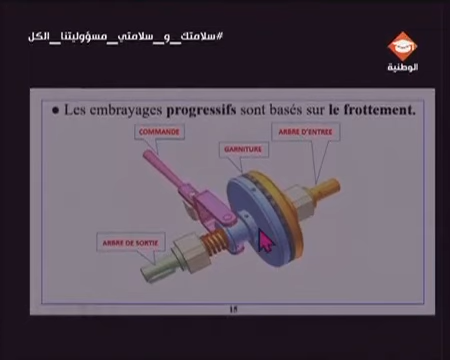 #سلامتك_و_سلامتي_مسؤوليتنا_الكل
الوطنية
• Les embrayages progressifs sont basés sur le frottement.
COMMANDE
ARBRE D'ENTREE
GARNITURE
ARBRE DE SORTIE
15